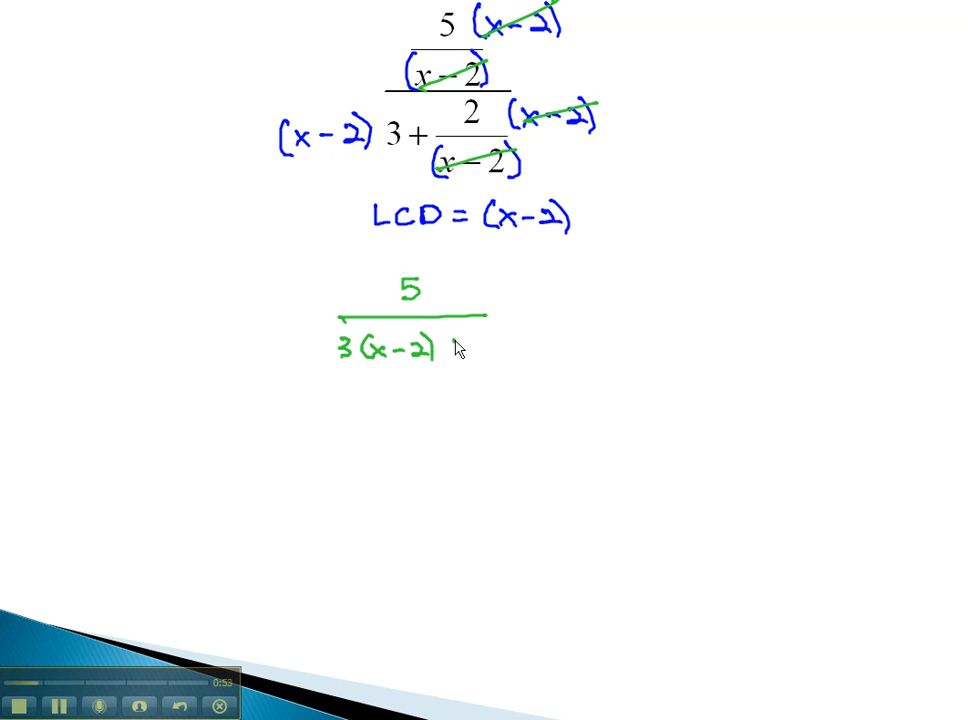 5 (x-2)
(x-2)
(x-2) 3+ 2 (x-2)
(x-2)
LCD = (x-2)
5
3(x-2)
0:53